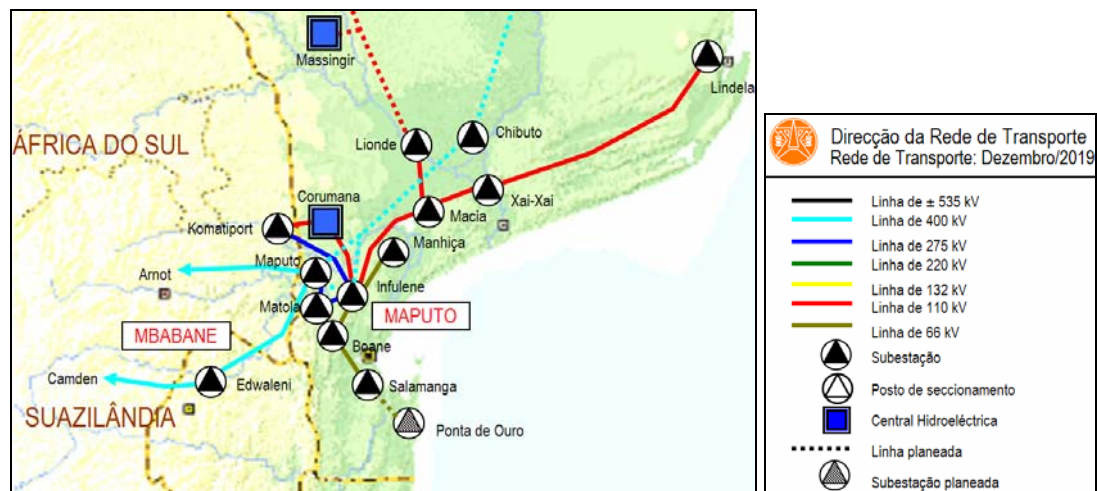 Massingir
Lindela
ÁFRICA DO SUL
Lionde
Chibuto
Corumana
Xai-Xai
Macia
Komatiport
Manhiça
Maputo
Arnot
Infulene
Matola
MAPUTO
MBABANE
Boane
Camden
Edwaleni
Salamanga
SUAZILÂNDIA
Ponta de Ouro
Direcção da Rede de Transporte
Rede de Transporte: Dezembro/2019
Linha de ± 535 kV
Linha de 400 kV
Linha de 275 kV
Linha de 220 kV
Linha de 132 kV
Linha de 110 kV
Linha de 66 kV
Subestação
Posto de seccionamento
Central Hidroeléctrica
Linha planeada
Subestação planeada